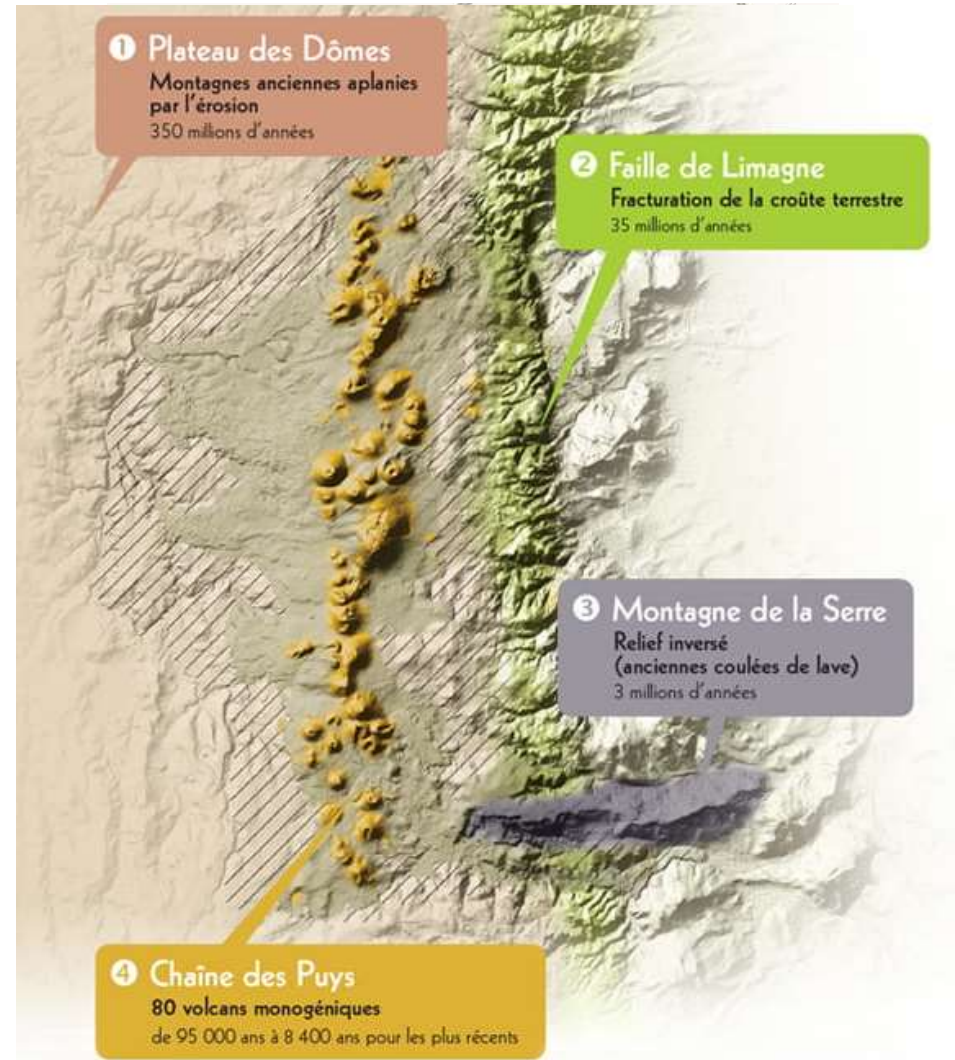 ❶ Plateau des Dômes
Montagnes anciennes aplanies
par l'érosion
350 millions d'années
❷ Faille de Limagne
Fracturation de la croûte terrestre
35 millions d'années
❸ Montagne de la Serre
Relief inversé
(anciennes coulées de lave)
3 millions d'années
❹ Chaîne des Puys
80 volcans monogéniques
de 95 000 ans à 8 400 ans pour les plus récents